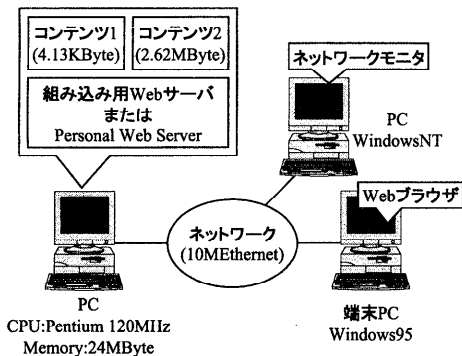 コンテンツ1
(4.13KByte)
コンテンツ2
(2.62MByte)
組み込み用Webサーバ
または
Personal Web Server
ネットワークモニタ
PC
WindowsNT
Webブラウザ
ネットワーク
(10MEthernet)
PC
CPU:Pentium 120MHz
Memory:24MByte
端末PC
Windows95